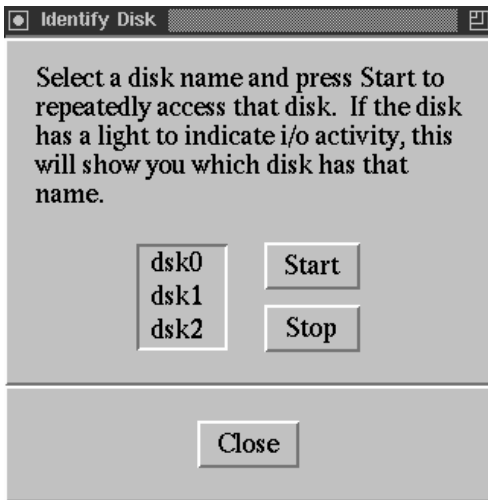 Identify Disk
Select a disk name and press Start to
repeatedly access that disk.  If the disk
has a light to indicate i/o activity, this
will show you which disk has that
name.
dsk0
dsk1
dsk2
Start
Stop
Close